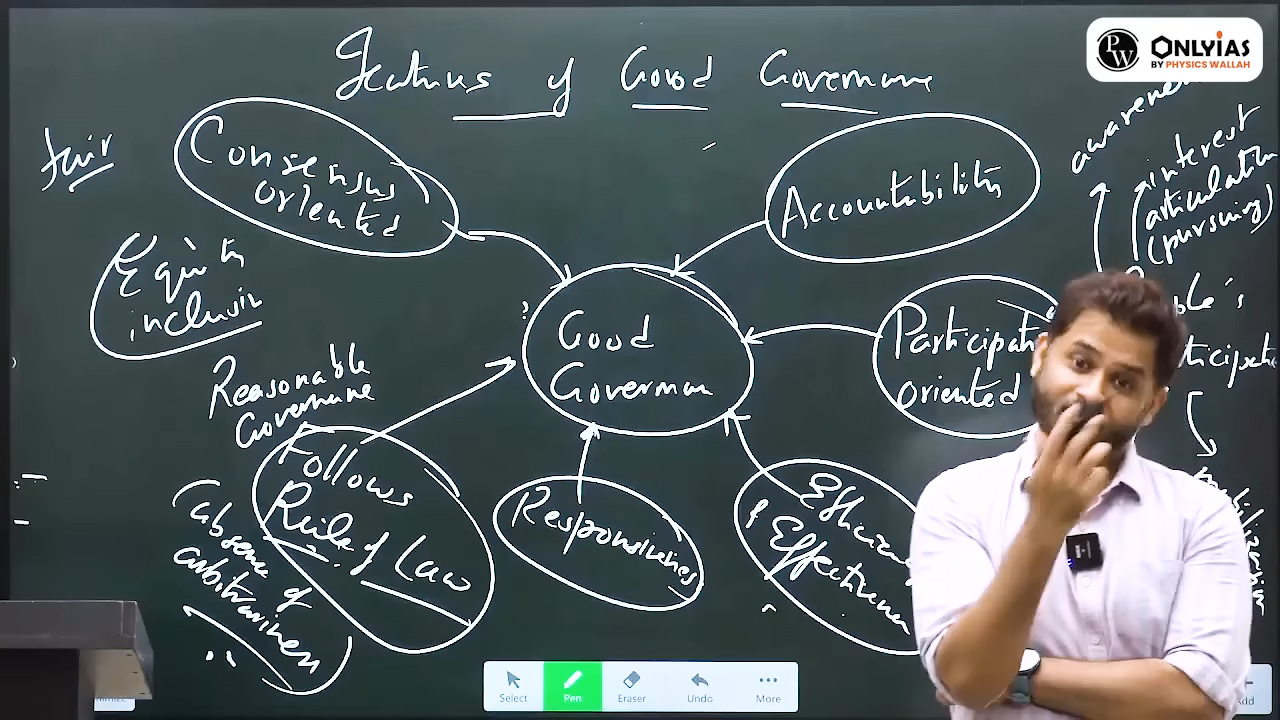 Features of Good Governance
PW
ONLYIAS
BY PHYSICS WALLAH
fair
Consensus
oriented
Accountability
awareness
interest
articulation
(pursuing)
Equity
inclusion
Good
Governance
Participation
oriented
Reasonable
Governance
Follows
Rule of Law
(absence of
arbitrariness
Responsiveness
Efficiency
& Effectiveness
Select
Pen
Eraser
Undo
More